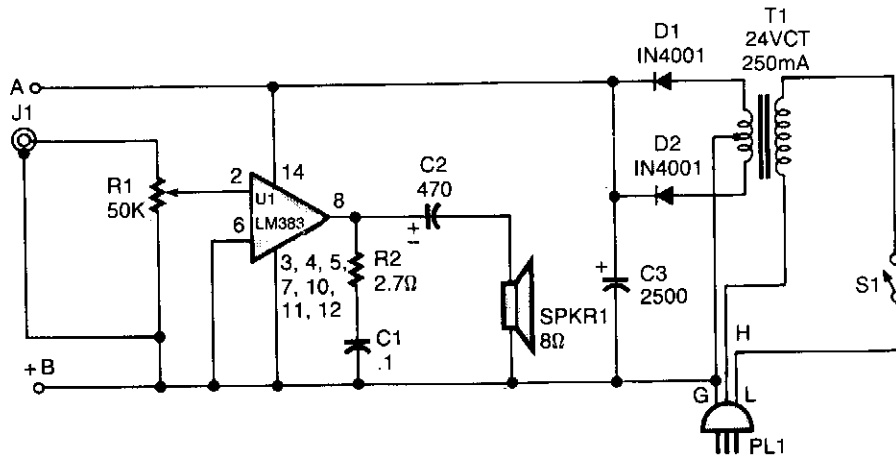 T1
24VCT
250mA
D1
IN4001
A
J1
D2
IN4001
C2
470
14
2
8
R1
50K
U1
LM383
6
+
−
3, 4, 5,
7, 10,
11, 12
R2
2.7Ω
+
C3
2500
S1
SPKR1
8Ω
C1
.1
H
+B
G
L
PL1